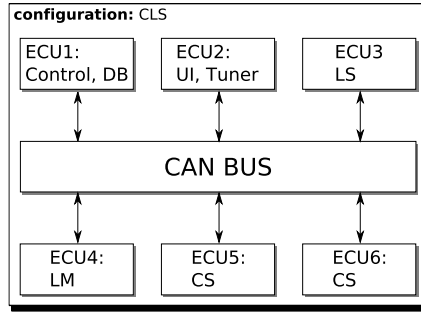 configuration: CLS
ECU1:
Control, DB
ECU2:
UI, Tuner
ECU3
LS
CAN BUS
ECU4:
LM
ECU5:
CS
ECU6:
CS